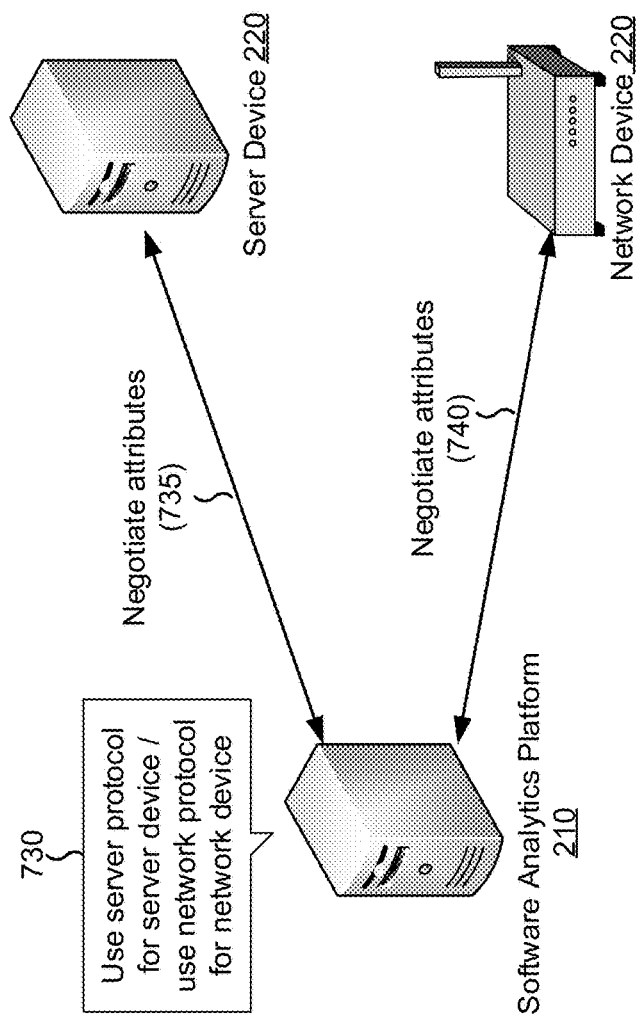 730
Use server protocol
for server device /
use network protocol
for network device
Software Analytics Platform
210
Negotiate attributes
(735)
Server Device 220
Negotiate attributes
(740)
Network Device 220